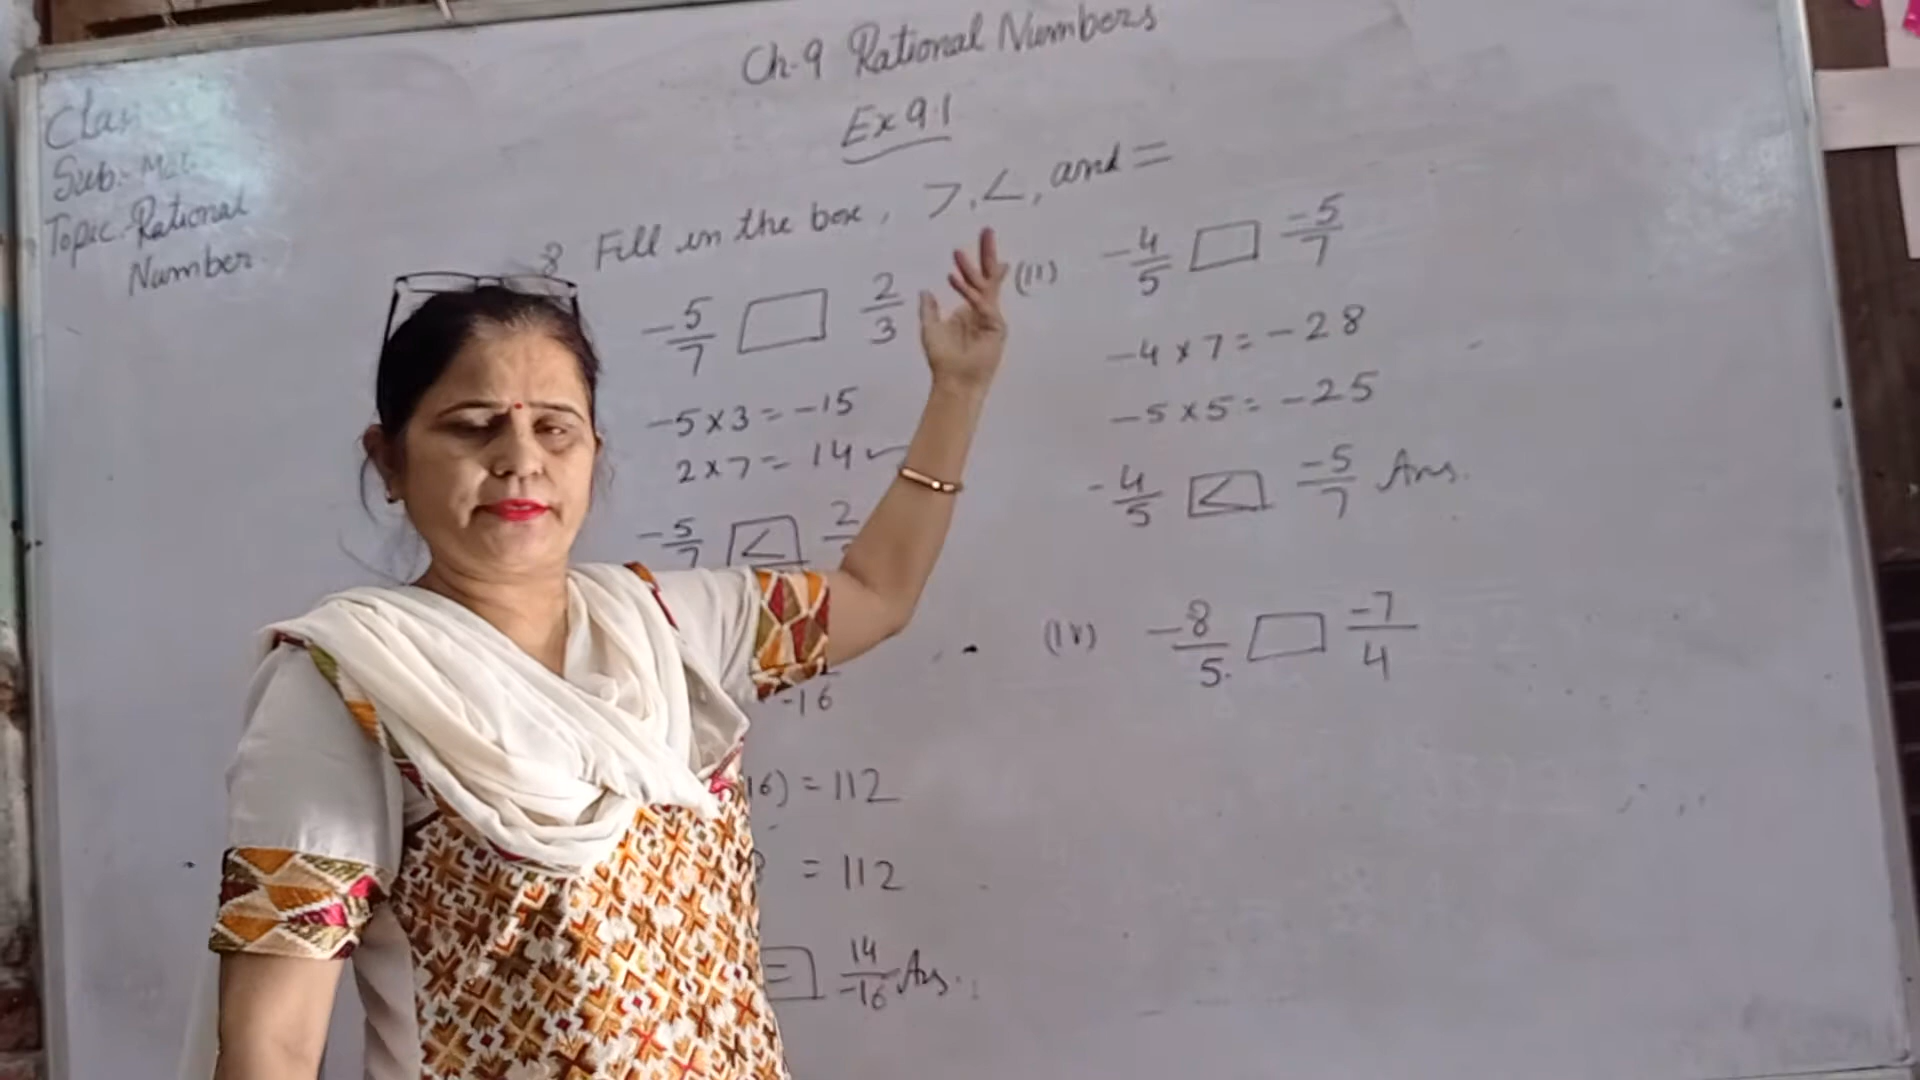 Ch-9 Rational Numbers
Ex 9.1
Sub:-
Topic:- Rational
Number
8 Fill in the box, >, <, and =
-5/7 □ 2/3
-5 × 3 = -15
2 × 7 = 14 ✓
-5/7 [<] 2
-16
16) = 112
= 112
[=] 14/-16 Ans.
(ii) -4/5 □ -5/7
-4 × 7 = -28
-5 × 5 = -25
-4/5 [<] -5/7 Ans.
(iv) -8/5 □ -7/4